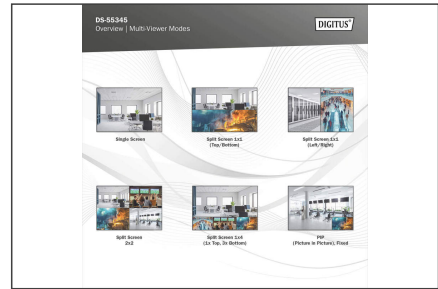 DS-55345
Overview | Multi-Viewer Modes
DIGITUS®
Single Screen
Split Screen 1x1
(Top/Bottom)
Split Screen 1x1
(Left/Right)
Split Screen
2x2
Split Screen 1x4
(1x Top, 3x Bottom)
PIP
(Picture in Picture), Fixed